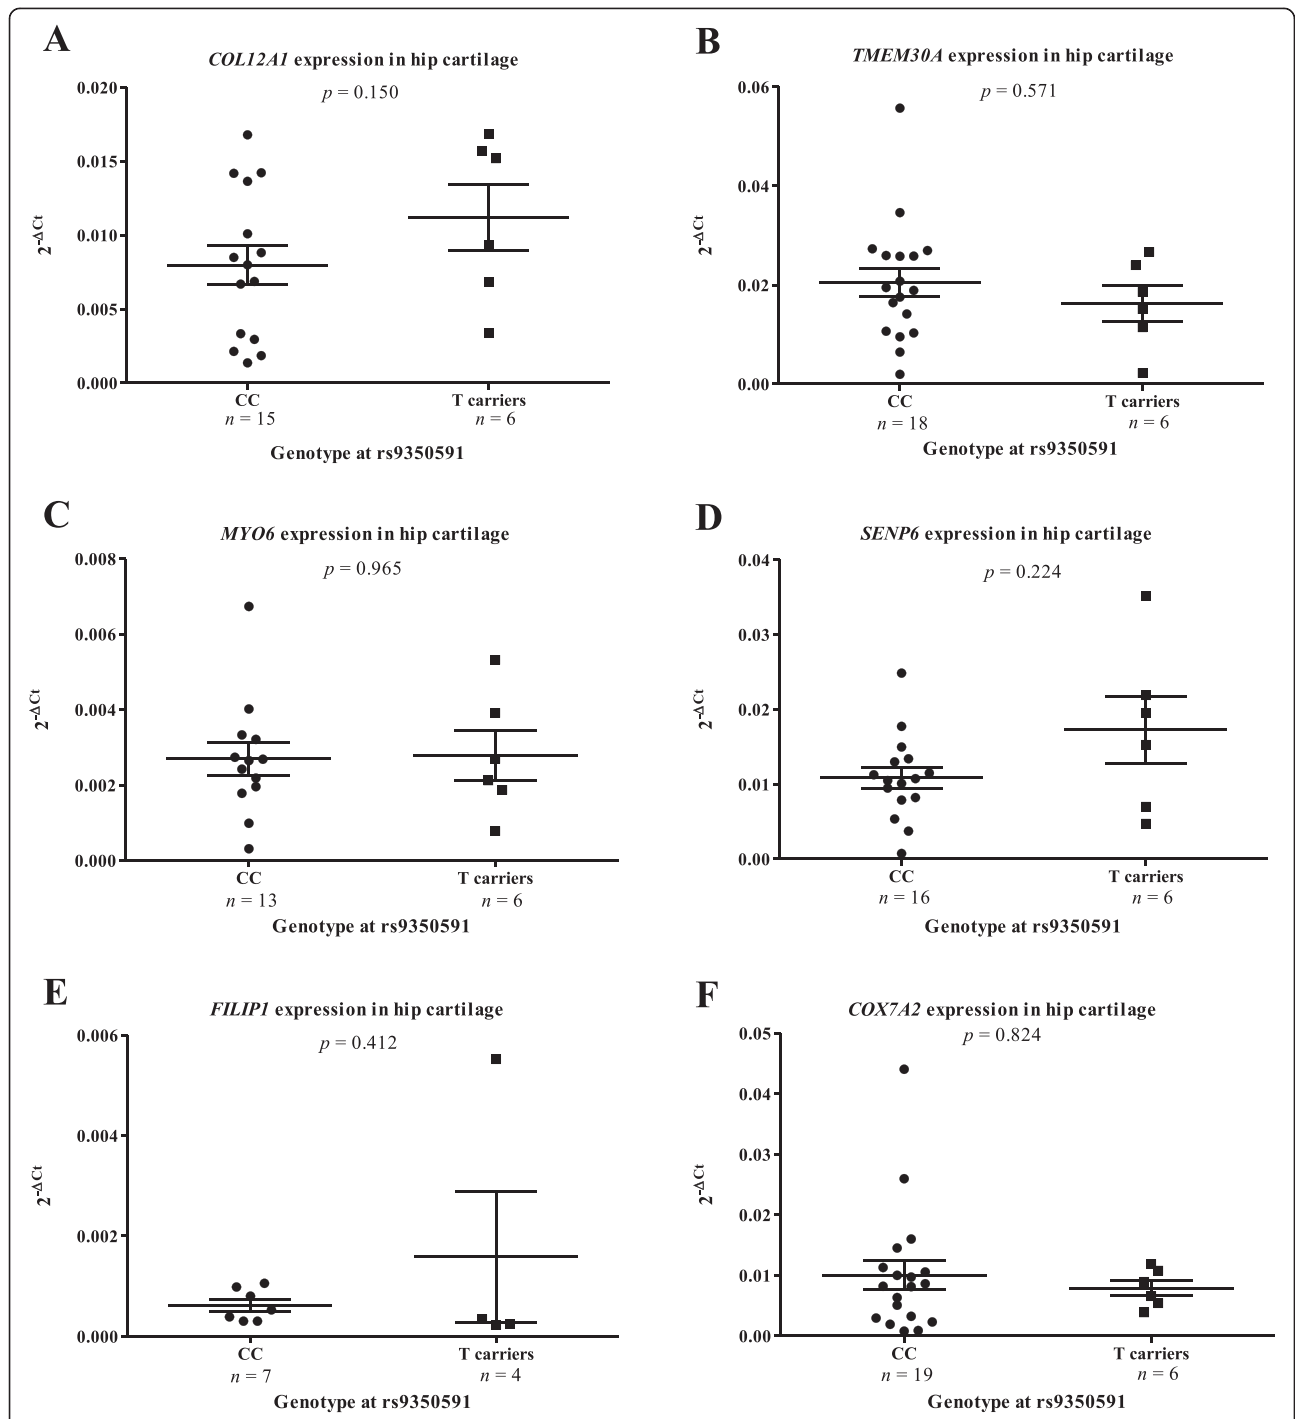 A
COL12A1 expression in hip cartilage
p = 0.150
0.020
0.015
0.010
0.005
0.000
2-ΔCt
CC
T carriers
n = 15
n = 6
Genotype at rs9350591
B
TMEM30A expression in hip cartilage
p = 0.571
0.06
0.04
0.02
0.00
2-ΔCt
CC
T carriers
n = 18
n = 6
Genotype at rs9350591
C
MYO6 expression in hip cartilage
p = 0.965
0.008
0.006
0.004
0.002
0.000
2-ΔCt
CC
T carriers
n = 13
n = 6
Genotype at rs9350591
D
SENP6 expression in hip cartilage
p = 0.224
0.04
0.03
0.02
0.01
0.00
2-ΔCt
CC
T carriers
n = 16
n = 6
Genotype at rs9350591
E
FILIP1 expression in hip cartilage
p = 0.412
0.006
0.004
0.002
0.000
2-ΔCt
CC
T carriers
n = 7
n = 4
Genotype at rs9350591
F
COX7A2 expression in hip cartilage
p = 0.824
0.05
0.04
0.03
0.02
0.01
0.00
2-ΔCt
CC
T carriers
n = 19
n = 6
Genotype at rs9350591